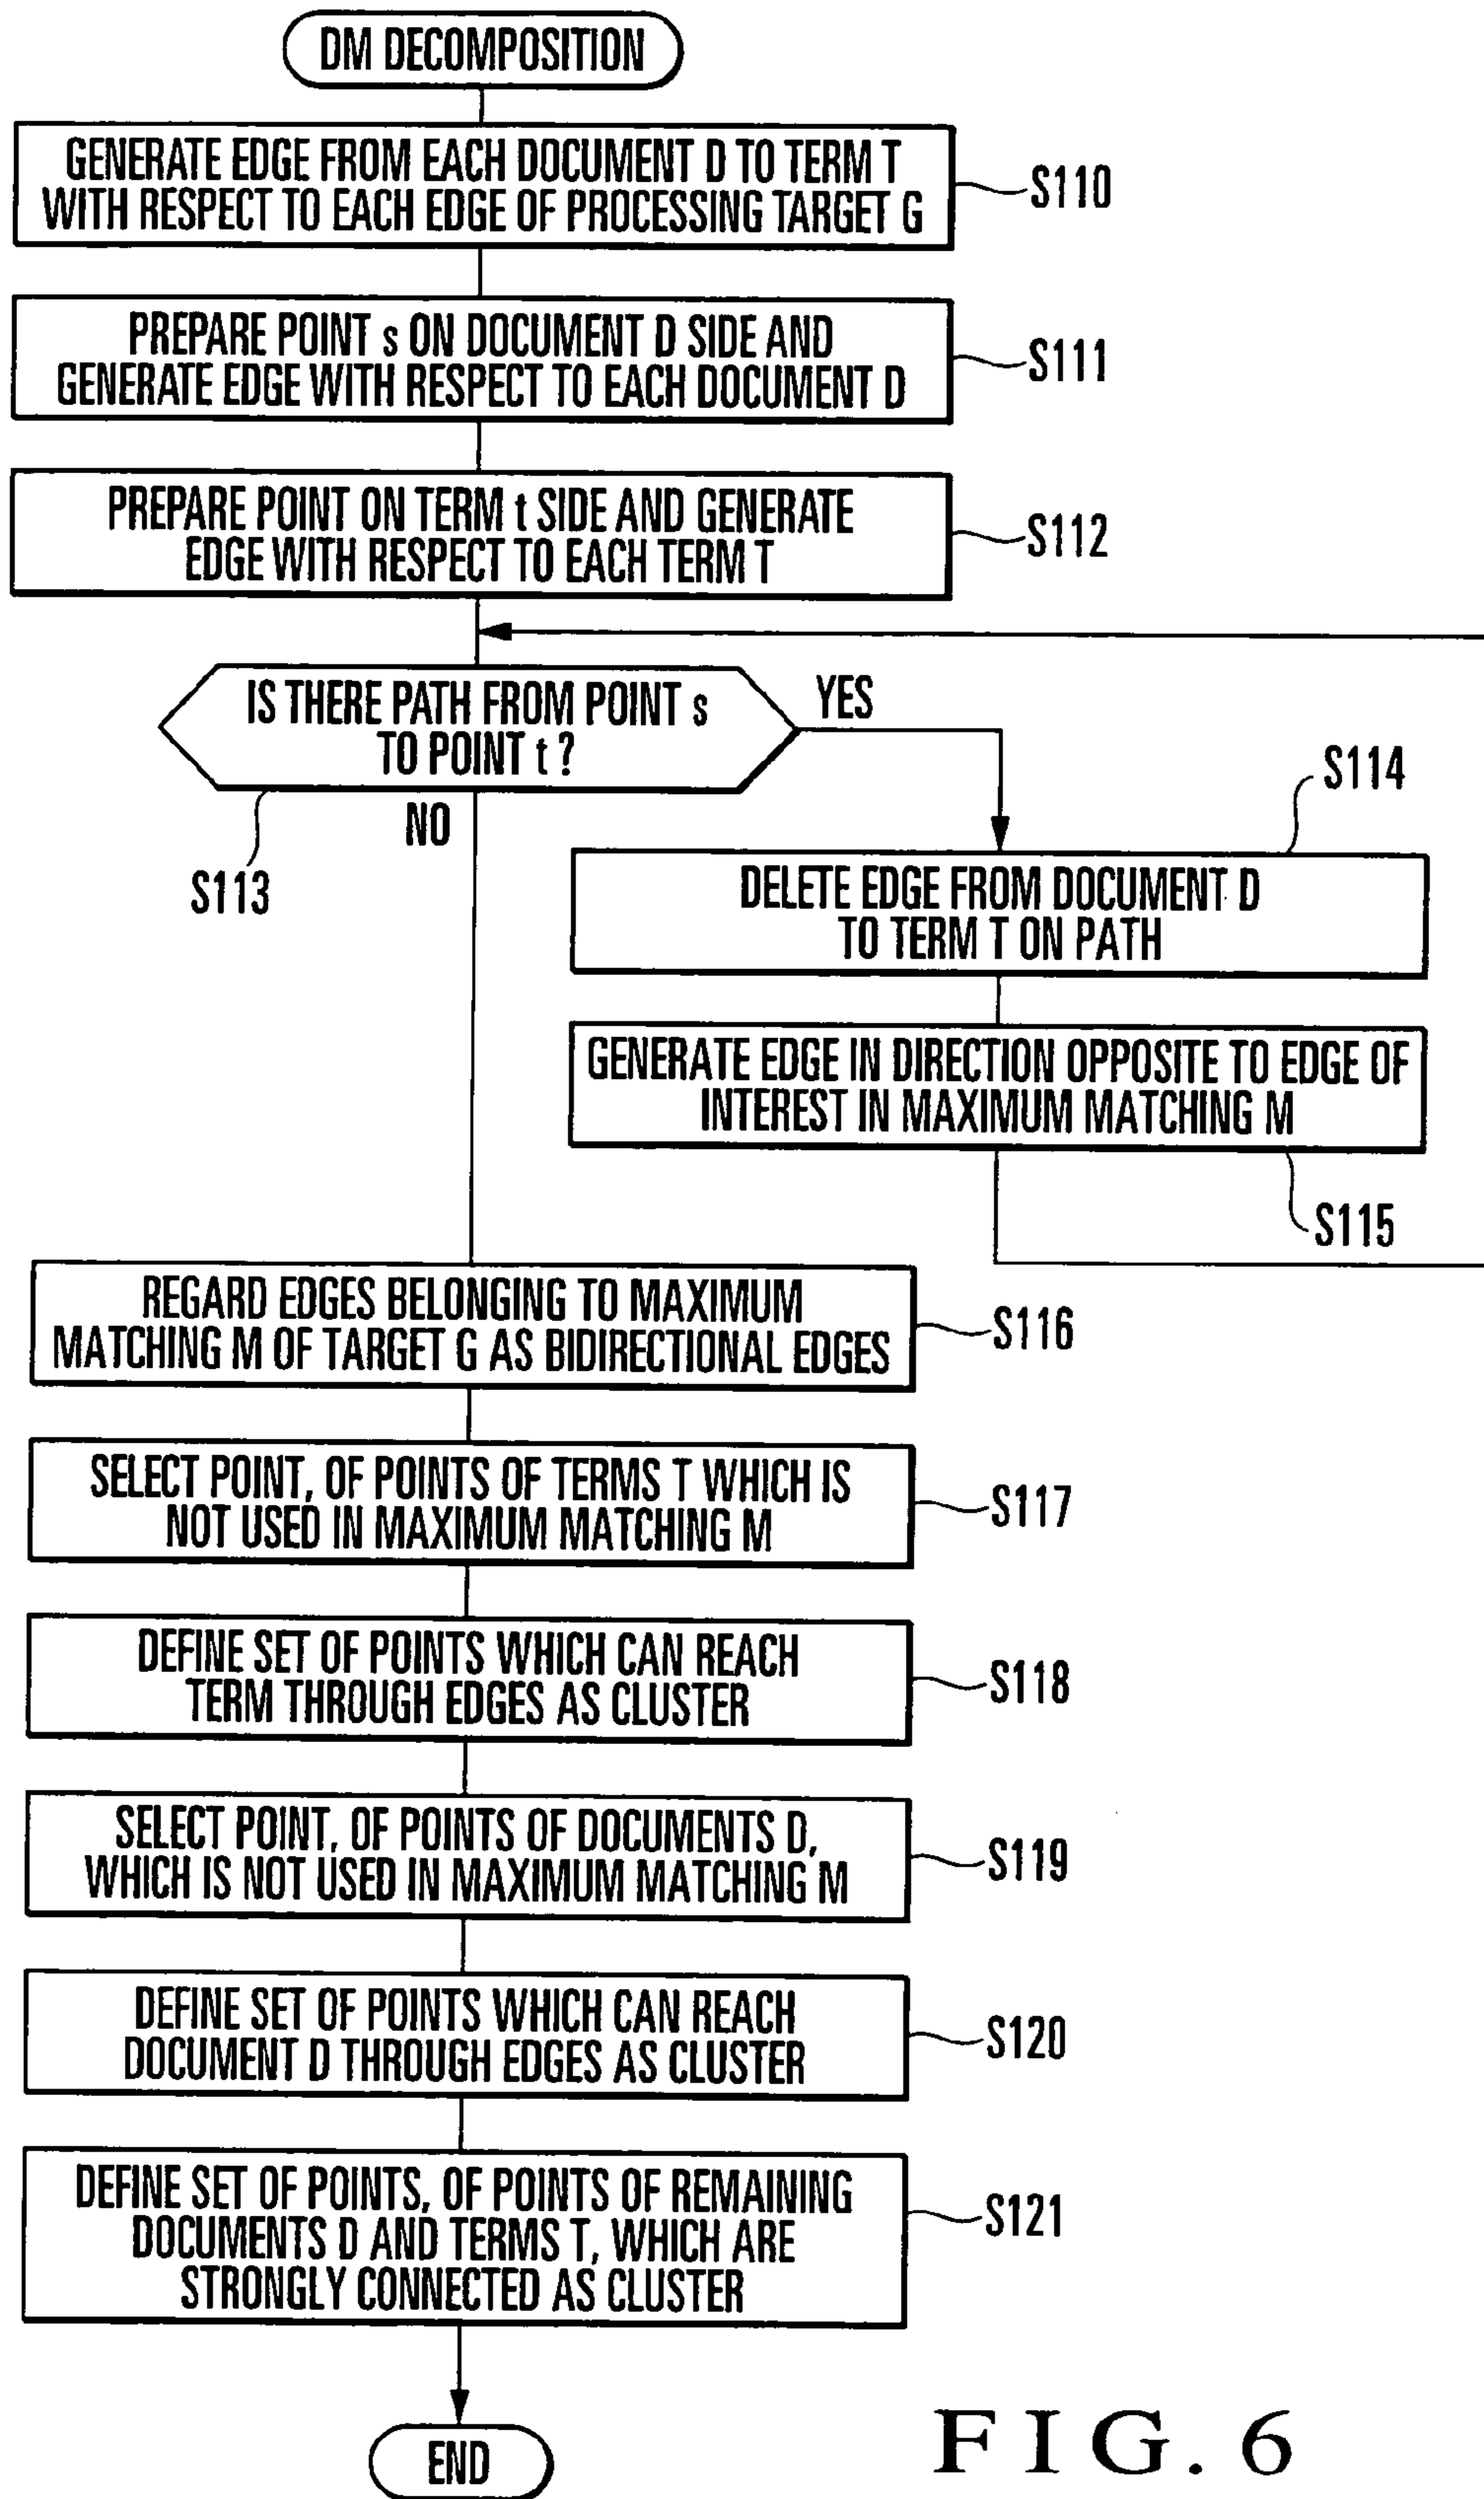 DM DECOMPOSITION
GENERATE EDGE FROM EACH DOCUMENT D TO TERM T
WITH RESPECT TO EACH EDGE OF PROCESSING TARGET G
S110
PREPARE POINT s ON DOCUMENT D SIDE AND
GENERATE EDGE WITH RESPECT TO EACH DOCUMENT D
S111
PREPARE POINT ON TERM t SIDE AND GENERATE
EDGE WITH RESPECT TO EACH TERM T
S112
IS THERE PATH FROM POINT s
TO POINT t ?
YES
NO
S113
S114
DELETE EDGE FROM DOCUMENT D
TO TERM T ON PATH
GENERATE EDGE IN DIRECTION OPPOSITE TO EDGE OF
INTEREST IN MAXIMUM MATCHING M
S115
REGARD EDGES BELONGING TO MAXIMUM
MATCHING M OF TARGET G AS BIDIRECTIONAL EDGES
S116
SELECT POINT, OF POINTS OF TERMS T WHICH IS
NOT USED IN MAXIMUM MATCHING M
S117
DEFINE SET OF POINTS WHICH CAN REACH
TERM THROUGH EDGES AS CLUSTER
S118
SELECT POINT, OF POINTS OF DOCUMENTS D,
WHICH IS NOT USED IN MAXIMUM MATCHING M
S119
DEFINE SET OF POINTS WHICH CAN REACH
DOCUMENT D THROUGH EDGES AS CLUSTER
S120
DEFINE SET OF POINTS, OF POINTS OF REMAINING
DOCUMENTS D AND TERMS T, WHICH ARE
STRONGLY CONNECTED AS CLUSTER
S121
END
FIG. 6